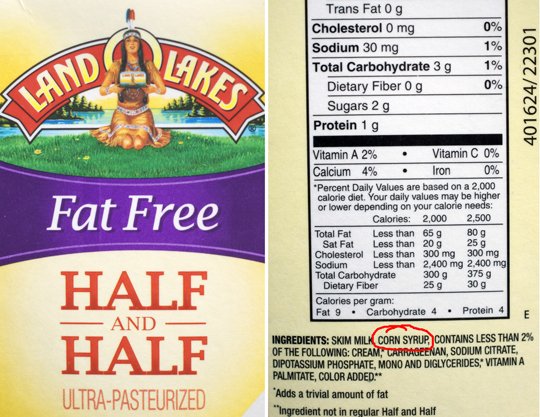 LAND O LAKES
Fat Free
HALF
AND
HALF
ULTRA-PASTEURIZED
Trans Fat 0 g
Cholesterol 0 mg 0%
Sodium 30 mg 1%
Total Carbohydrate 3 g 1%
Dietary Fiber 0 g 0%
Sugars 2 g
Protein 1 g
Vitamin A 2% • Vitamin C 0%
Calcium 4% • Iron 0%
*Percent Daily Values are based on a 2,000
calorie diet. Your daily values may be higher
or lower depending on your calorie needs:
Calories: 2,000 2,500
Total Fat Less than 65 g 80 g
Sat Fat Less than 20 g 25 g
Cholesterol Less than 300 mg 300 mg
Sodium Less than 2,400 mg 2,400 mg
Total Carbohydrate 300 g 375 g
Dietary Fiber 25 g 30 g
Calories per gram:
Fat 9 • Carbohydrate 4 • Protein 4
E
401624/22301
INGREDIENTS: SKIM MILK, CORN SYRUP, CONTAINS LESS THAN 2%
OF THE FOLLOWING: CREAM,* CARRAGEENAN, SODIUM CITRATE,
DIPOTASSIUM PHOSPHATE, MONO AND DIGLYCERIDES,* VITAMIN A
PALMITATE, COLOR ADDED.**
*Adds a trivial amount of fat
**Ingredient not in regular Half and Half